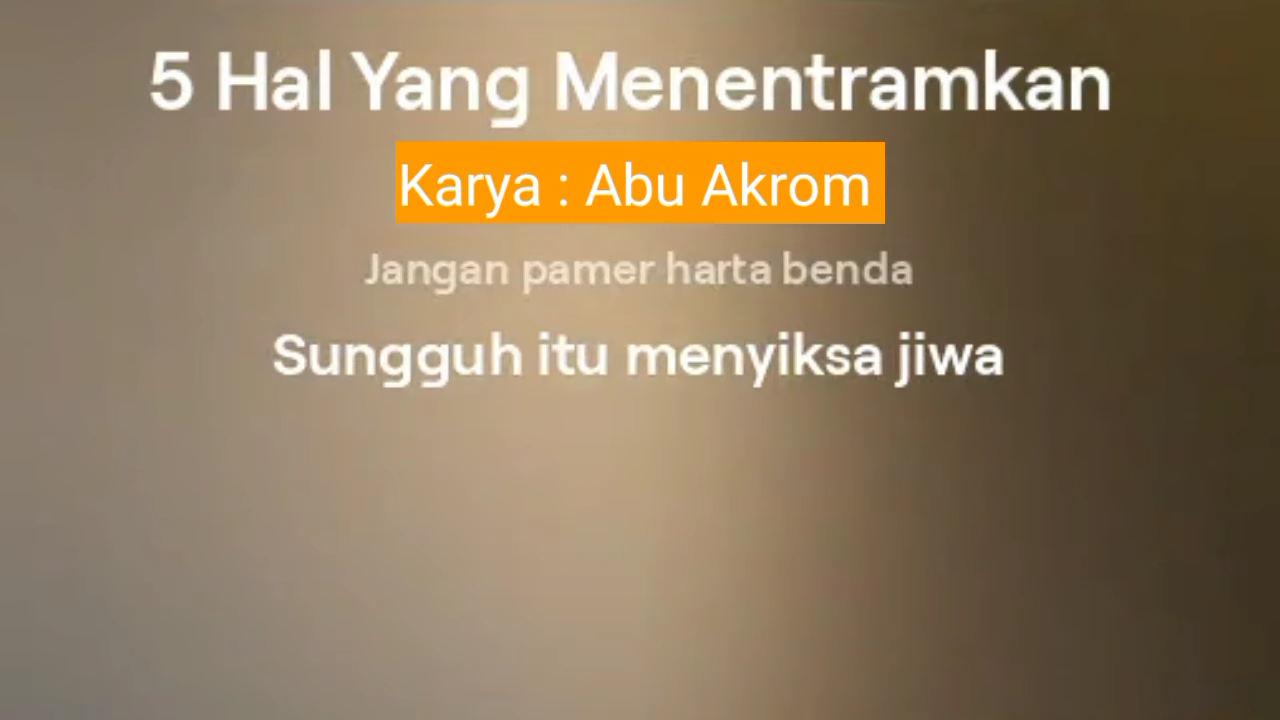 5 Hal Yang Menentramkan
Karya : Abu Akrom
Jangan pamer harta benda
Sungguh itu menyiksa jiwa